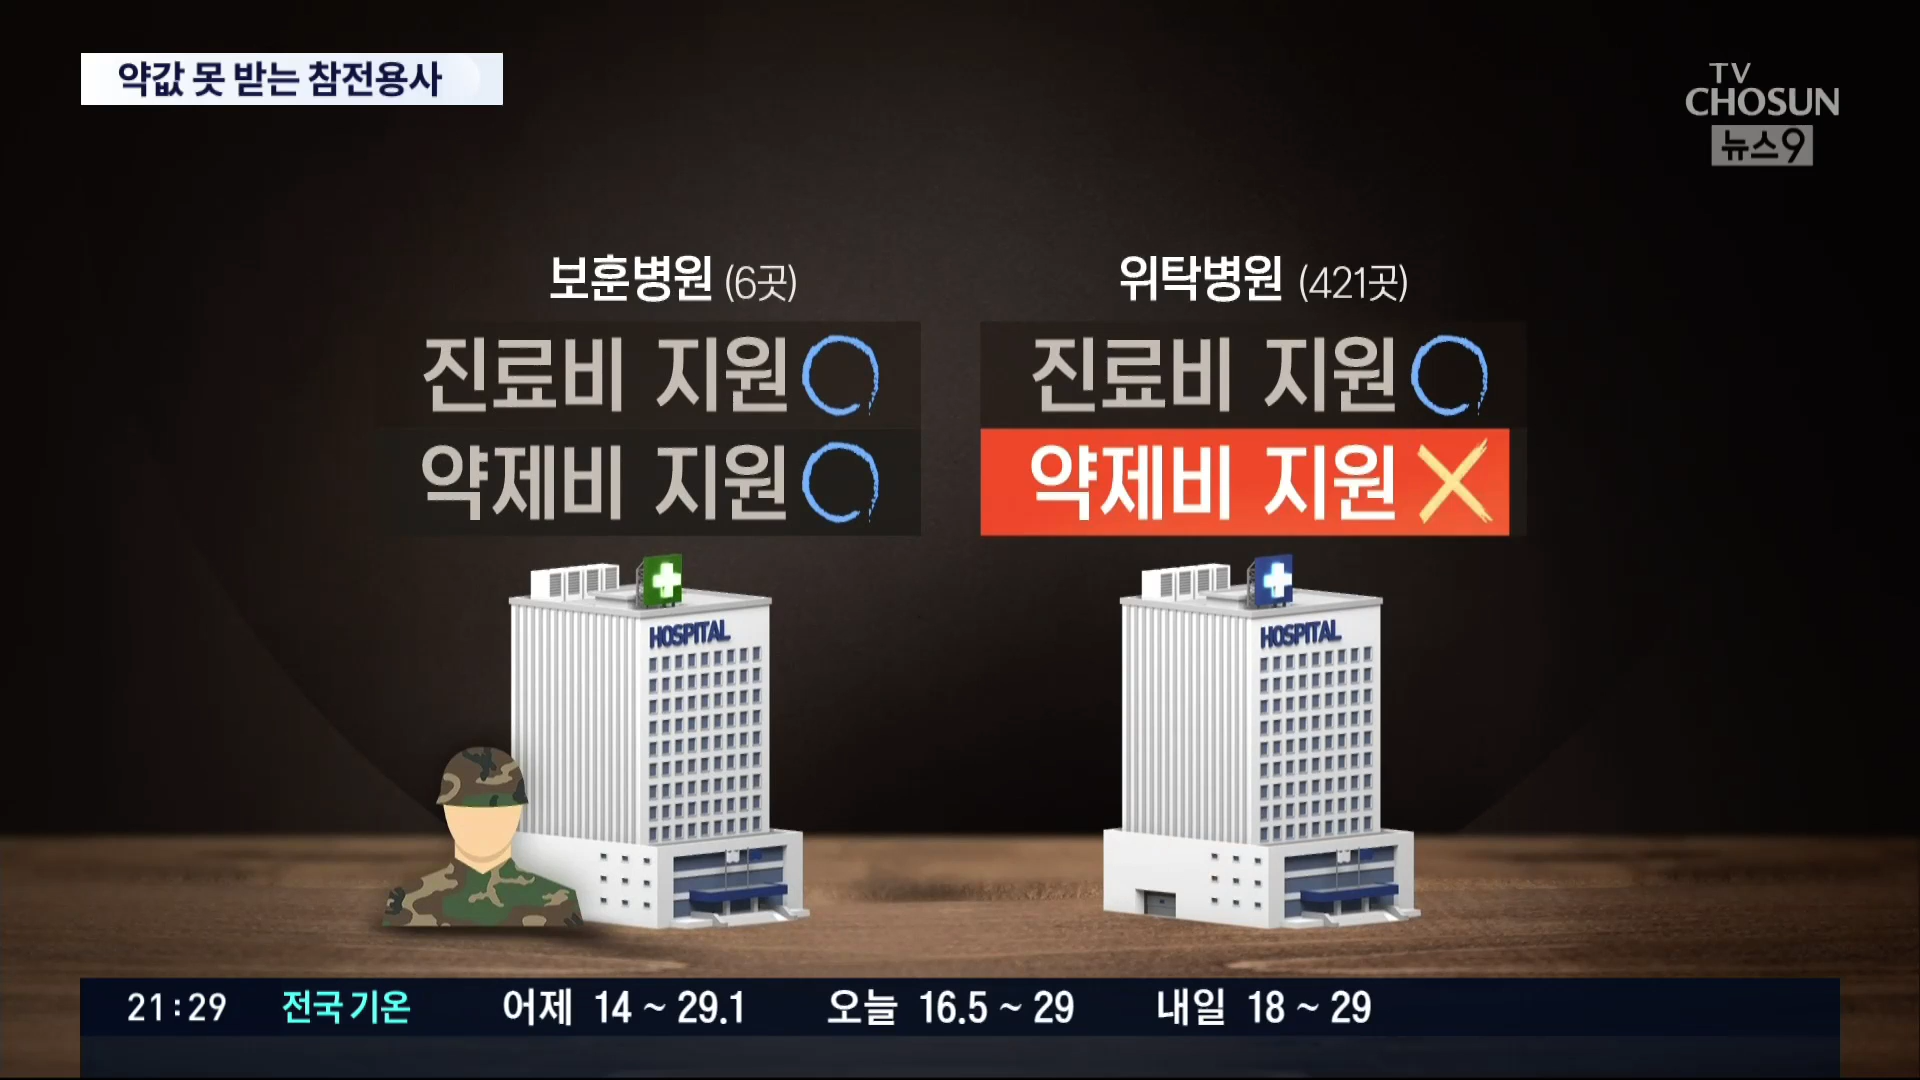 약값 못 받는 참전용사
TV
CHOSUN
뉴스9
보훈병원 (6곳)
진료비 지원
약제비 지원
위탁병원 (421곳)
진료비 지원
약제비 지원
HOSPITAL
HOSPITAL
21:29 전국 기온 어제 14 ~ 29.1 오늘 16.5 ~ 29 내일 18 ~ 29